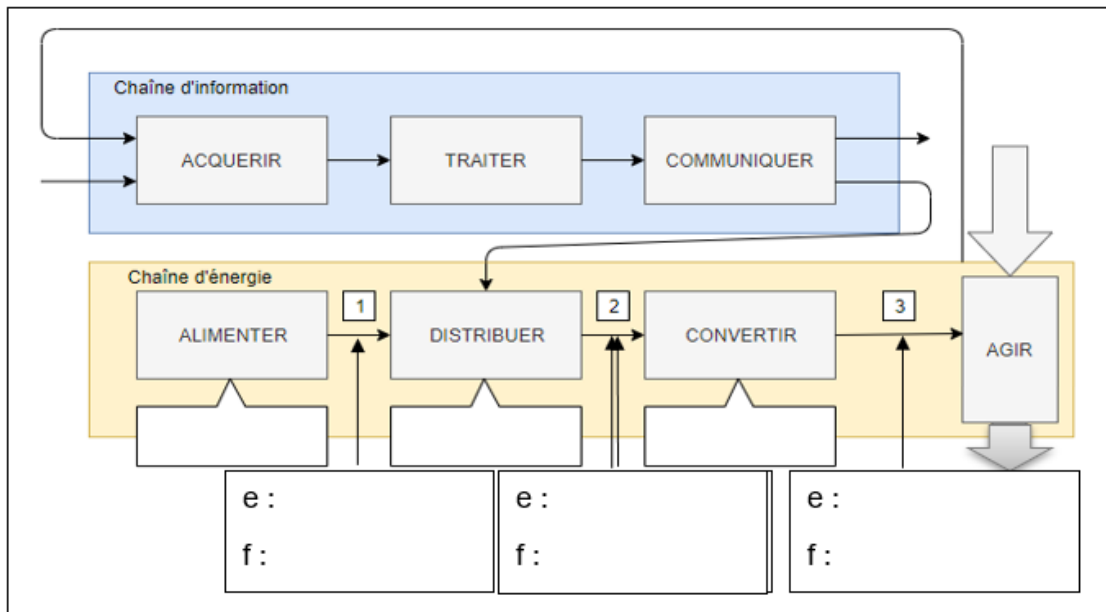 Chaîne d'information
ACQUERIR
TRAITER
COMMUNIQUER
Chaîne d'énergie
1
2
3
ALIMENTER
DISTRIBUER
CONVERTIR
AGIR
e :
f :
e :
f :
e :
f :